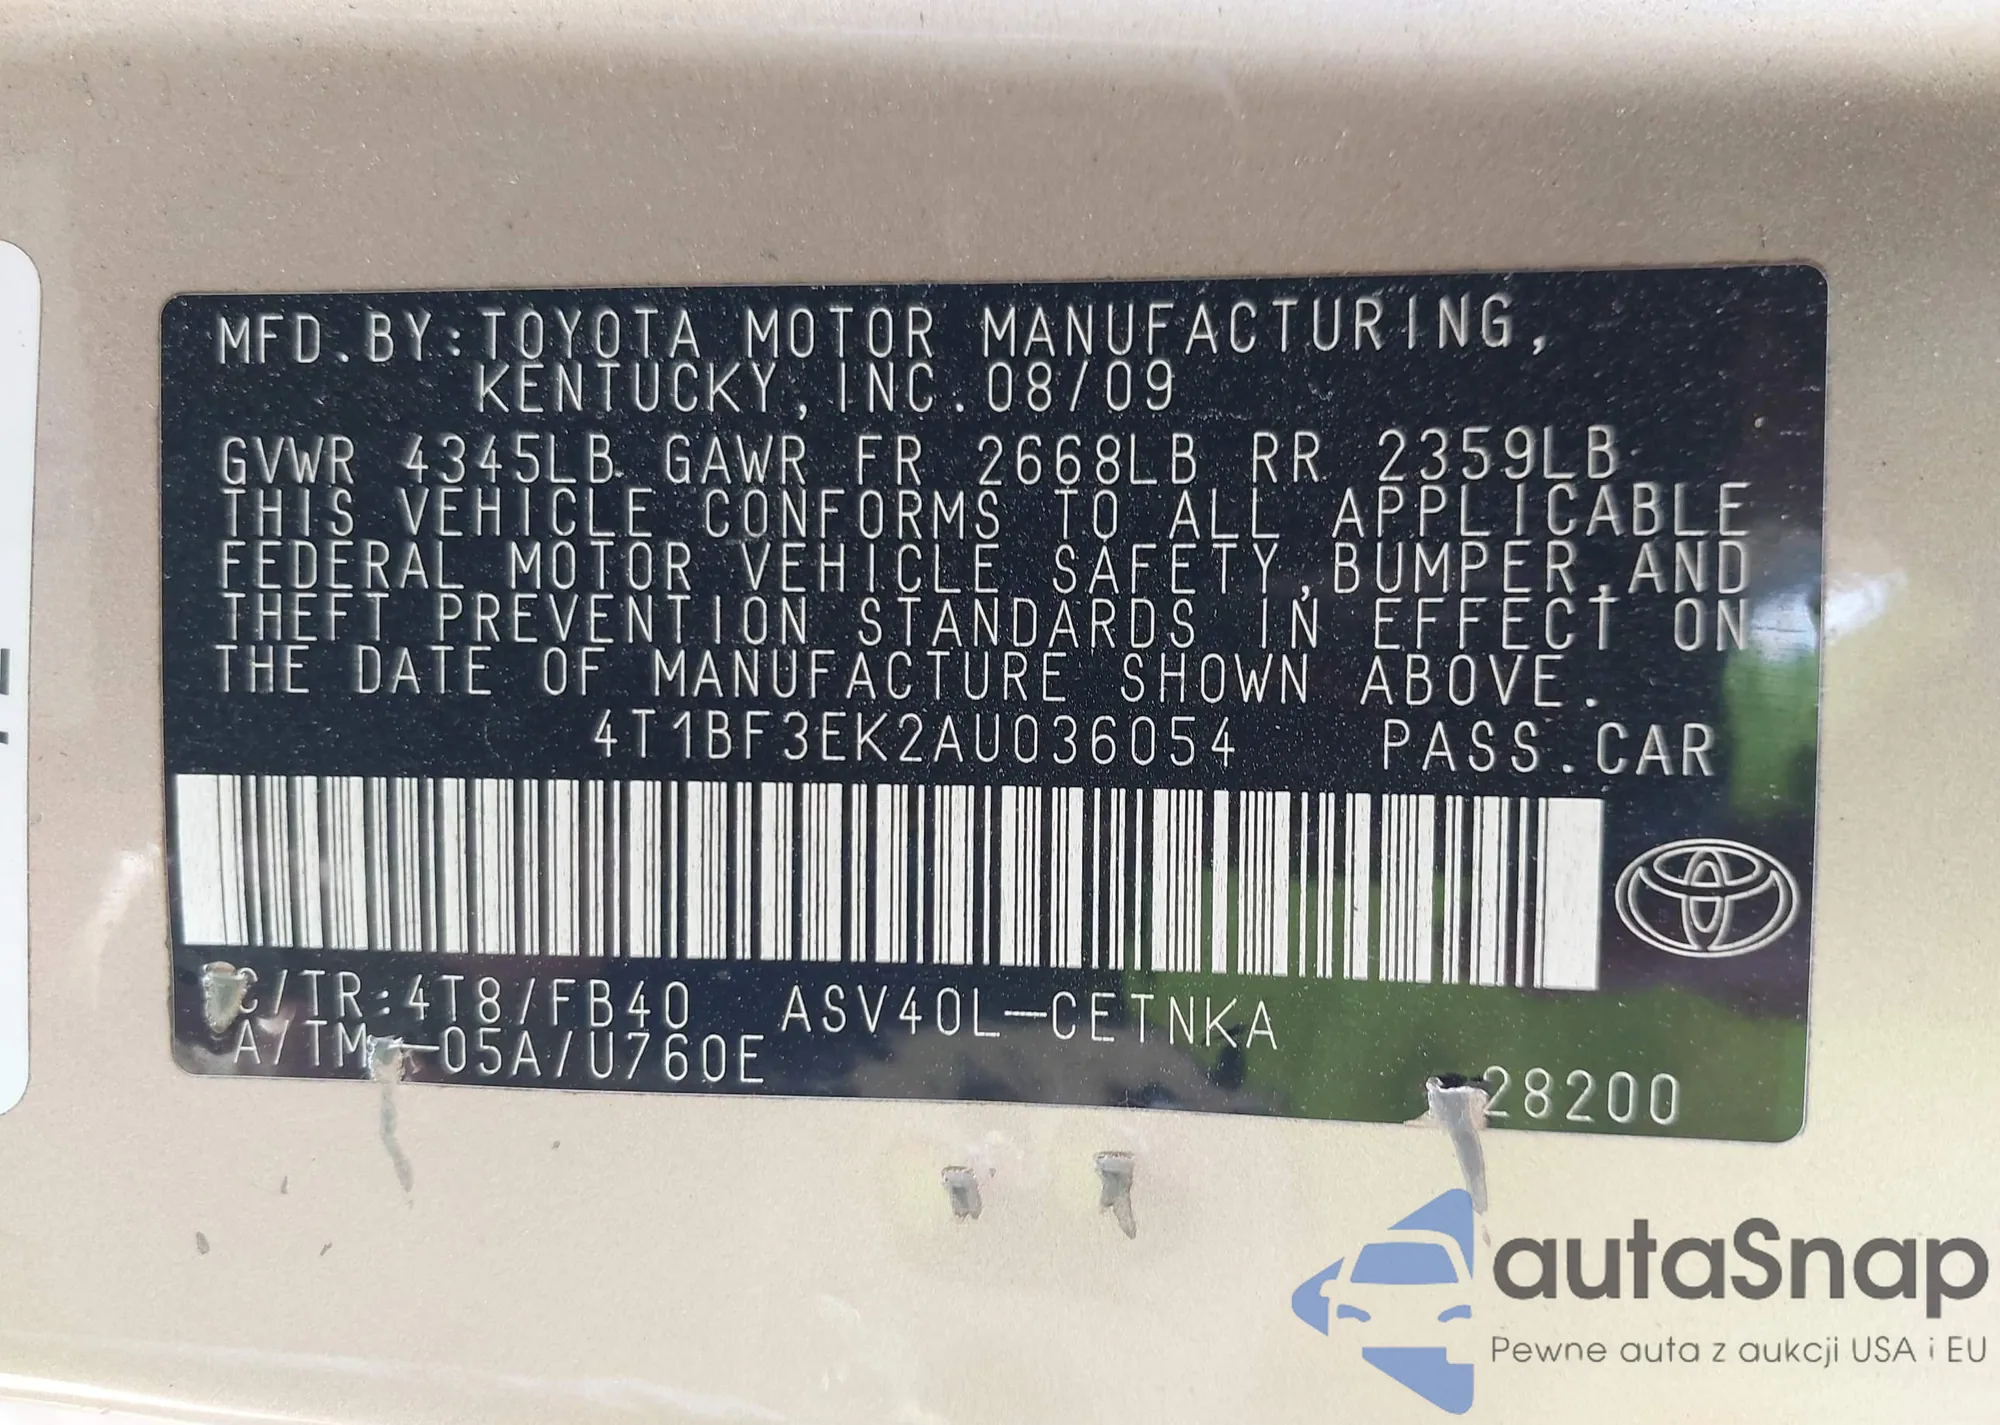 MFD.BY:TOYOTA MOTOR MANUFACTURING,
KENTUCKY,INC.08/09
GVWR 4345LB GAWR FR 2668LB RR 2359LB
THIS VEHICLE CONFORMS TO ALL APPLICABLE
FEDERAL MOTOR VEHICLE SAFETY,BUMPER,AND
THEFT PREVENTION STANDARDS IN EFFECT ON
THE DATE OF MANUFACTURE SHOWN ABOVE.
4T1BF3EK2AU036054 PASS.CAR
C/TR:4T8/FB40 ASV40L-CETNKA
A/TM -05A/U760E
28200
autaSnap
Pewne auta z aukcji USA i EU